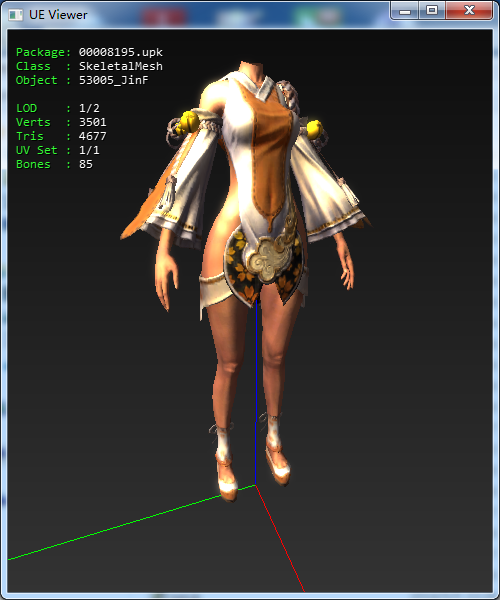 UE Viewer
Package: 00008195.upk
Class : SkeletalMesh
Object : 53005_JinF
LOD : 1/2
Verts : 3501
Tris : 4677
UV Set : 1/1
Bones : 85